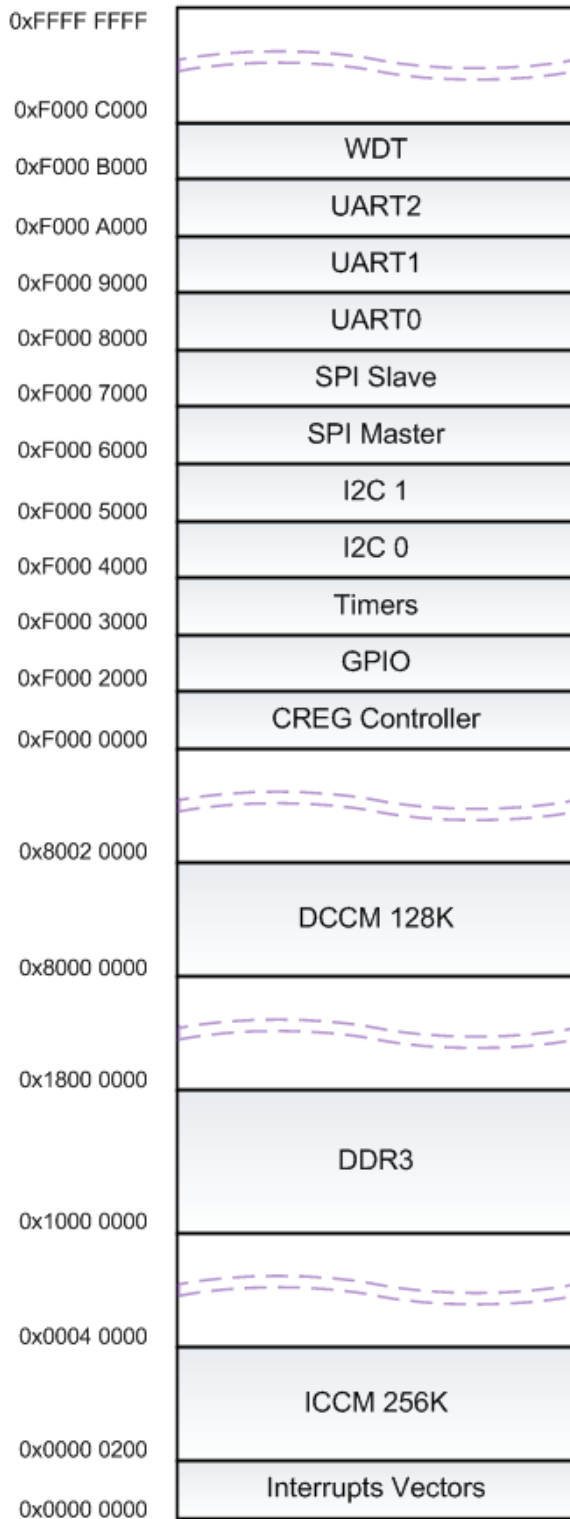 0xFFFF FFFF
0xF000 C000
WDT
0xF000 B000
UART2
0xF000 A000
UART1
0xF000 9000
UART0
0xF000 8000
SPI Slave
0xF000 7000
SPI Master
0xF000 6000
I2C 1
0xF000 5000
I2C 0
0xF000 4000
Timers
0xF000 3000
GPIO
0xF000 2000
CREG Controller
0xF000 0000
0x8002 0000
DCCM 128K
0x8000 0000
0x1800 0000
DDR3
0x1000 0000
0x0004 0000
ICCM 256K
0x0000 0200
Interrupts Vectors
0x0000 0000